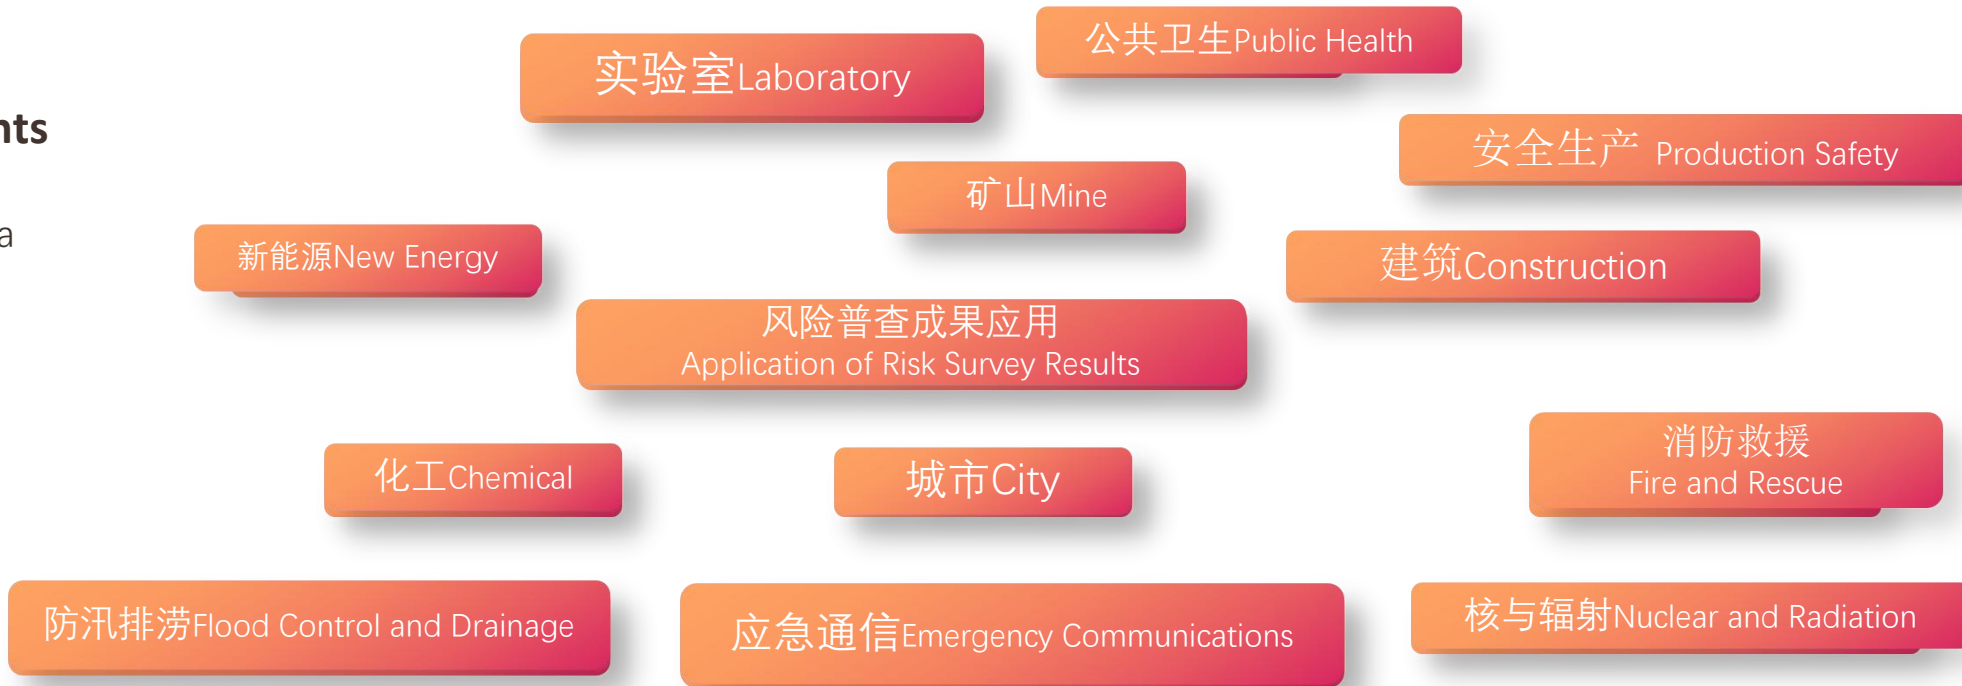 公共卫生Public Health
实验室Laboratory
nts
安全生产 Production Safety
矿山Mine
a
新能源New Energy
建筑Construction
风险普查成果应用
Application of Risk Survey Results
消防救援
Fire and Rescue
化工Chemical
城市City
防汛排涝Flood Control and Drainage
应急通信Emergency Communications
核与辐射Nuclear and Radiation